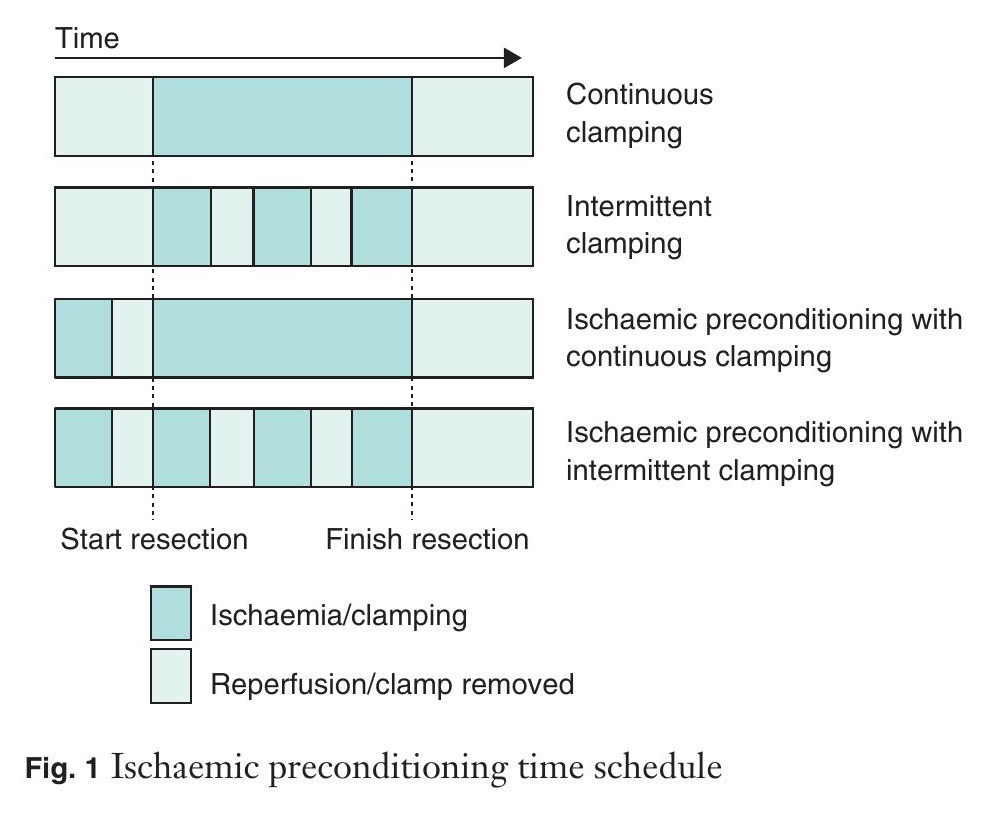 Time
Continuous
clamping
Intermittent
clamping
Ischaemic preconditioning with
continuous clamping
Ischaemic preconditioning with
intermittent clamping
Start resection
Finish resection
Ischaemia/clamping
Reperfusion/clamp removed
Fig. 1 Ischaemic preconditioning time schedule